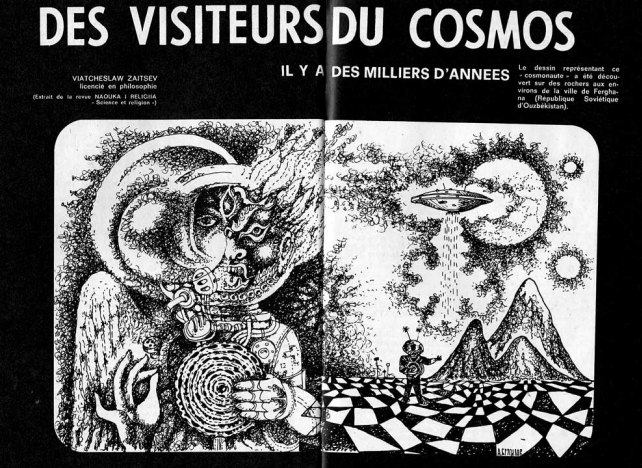 DES VISITEURS DU COSMOS
IL Y A DES MILLIERS D'ANNEES
VIATCHESLAW ZAITSEV
licencié en philosophie
(Extrait de la revue NAOUKA I RELIGIIA
- Science et religion -)
Le dessin représentant ce
- cosmonaute - a été décou-
vert sur des rochers aux en-
virons de la ville de Fergha-
na (République Soviétique
d'Ouzbékistan).